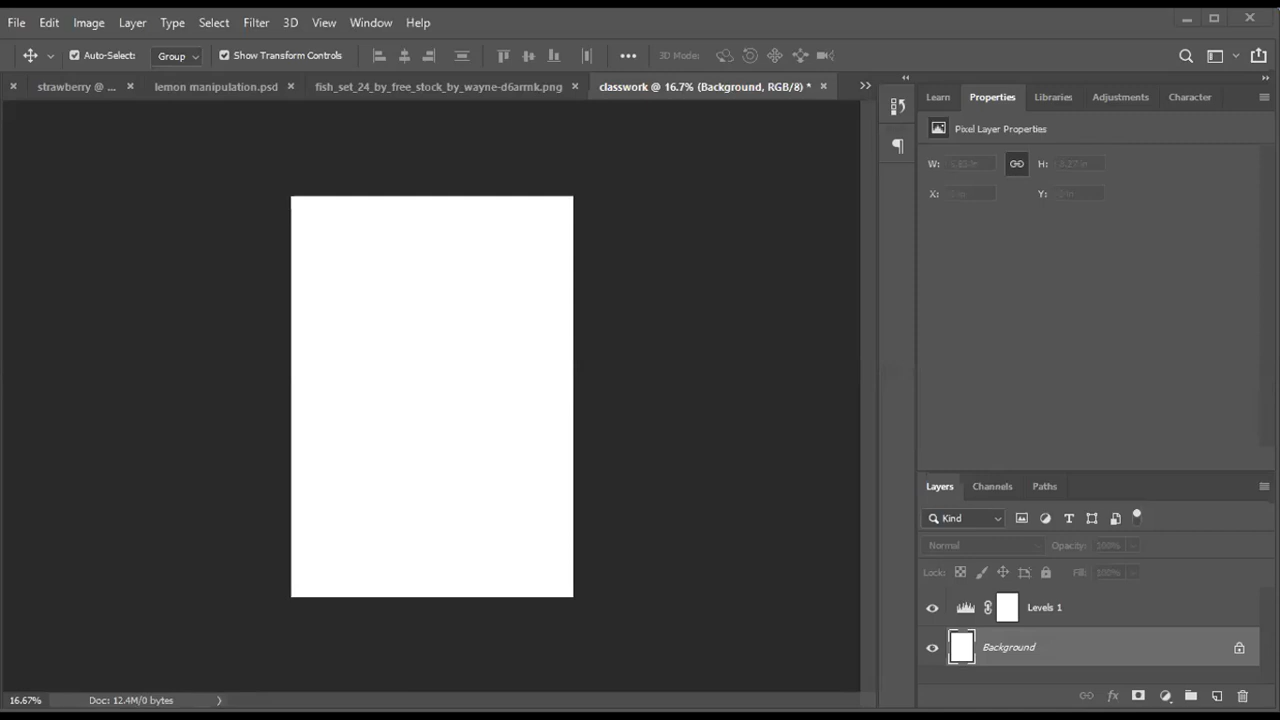 File Edit Image Layer Type Select Filter 3D View Window Help
Auto-Select: Group Show Transform Controls 3D Mode:
strawberry @ ... lemon manipulation.psd fish_set_24_by_free_stock_by_wayne-d6armk.png classwork @ 16.7% (Background, RGB/8) *
Learn Properties Libraries Adjustments Character
Pixel Layer Properties
W: H:
X: Y:
Layers Channels Paths
Kind
Normal Opacity: 100%
Lock: Fill: 100%
Levels 1
Background
16.67% Doc: 12.4M/0 bytes